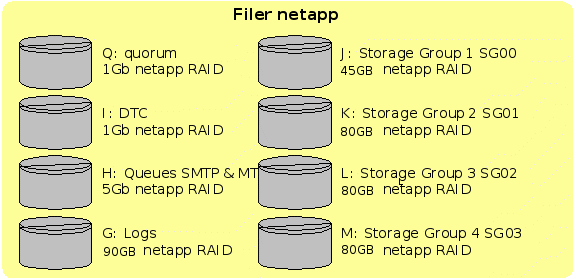 Filer netapp
Q: quorum
1Gb netapp RAID
I: DTC
1Gb netapp RAID
H: Queues SMTP & MT
5Gb netapp RAID
G: Logs
90GB netapp RAID
J: Storage Group 1 SG00
45GB netapp RAID
K: Storage Group 2 SG01
80GB netapp RAID
L: Storage Group 3 SG02
80GB netapp RAID
M: Storage Group 4 SG03
80GB netapp RAID